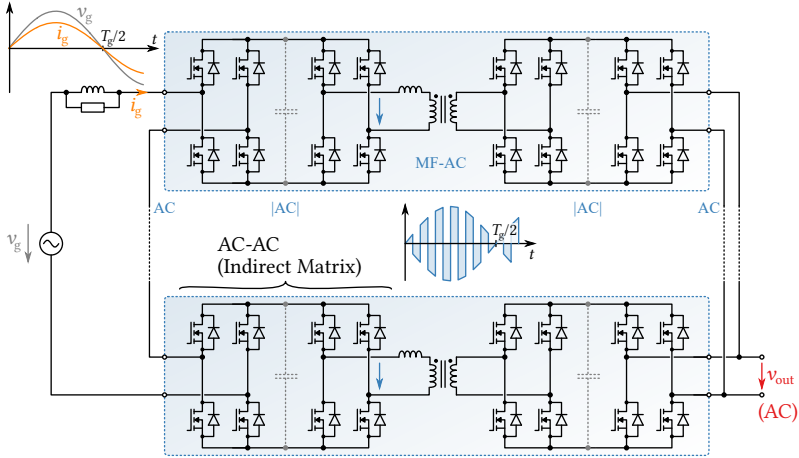 v_g
i_g
T_g/2
t
i_g
MF-AC
AC
|AC|
|AC|
AC
v_g
T_g/2
t
AC-AC
(Indirect Matrix)
v_out
(AC)